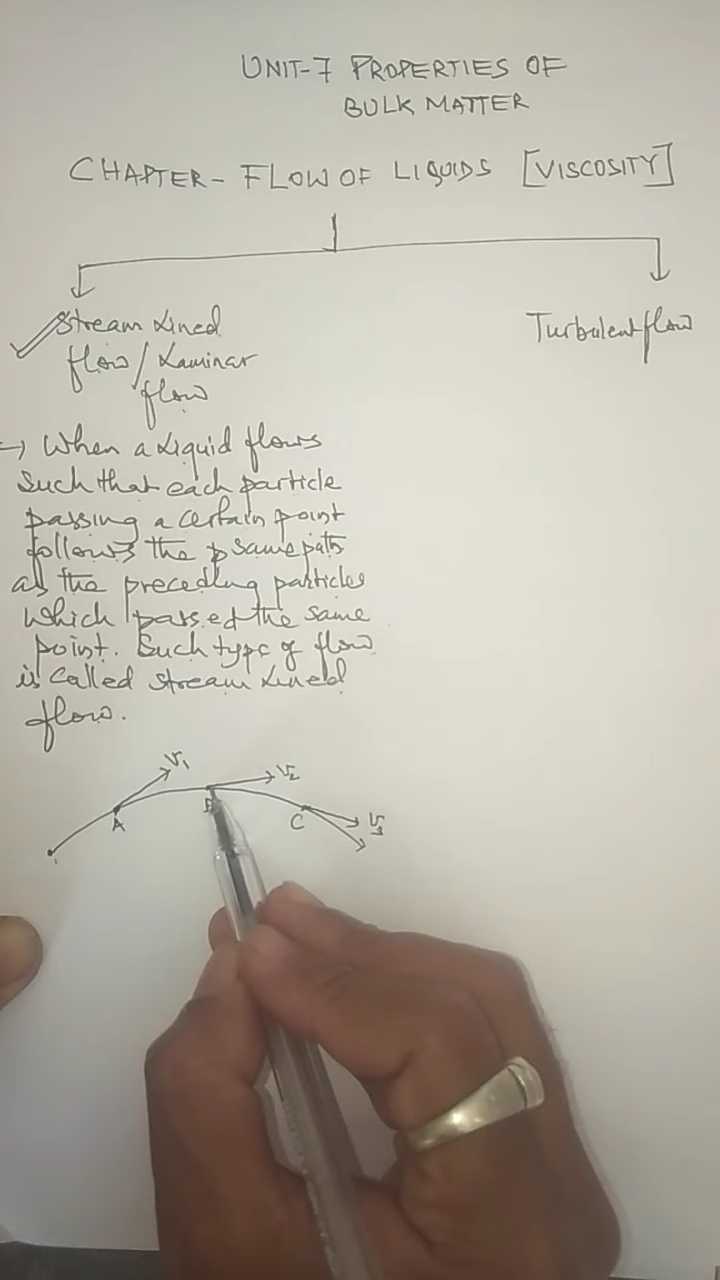 UNIT-7 PROPERTIES OF
BULK MATTER
CHAPTER- FLOW OF LIQUIDS [VISCOSITY]
Stream Lined
flow/Laminar
flow
Turbulent flow
→ When a Liquid flows
such that each particle
passing a certain point
follows the same path
as the preceding particles
which passed the same
point. Such type of flow
is called stream Lined
flow.
V₁
V₂
A
B
C
V₃